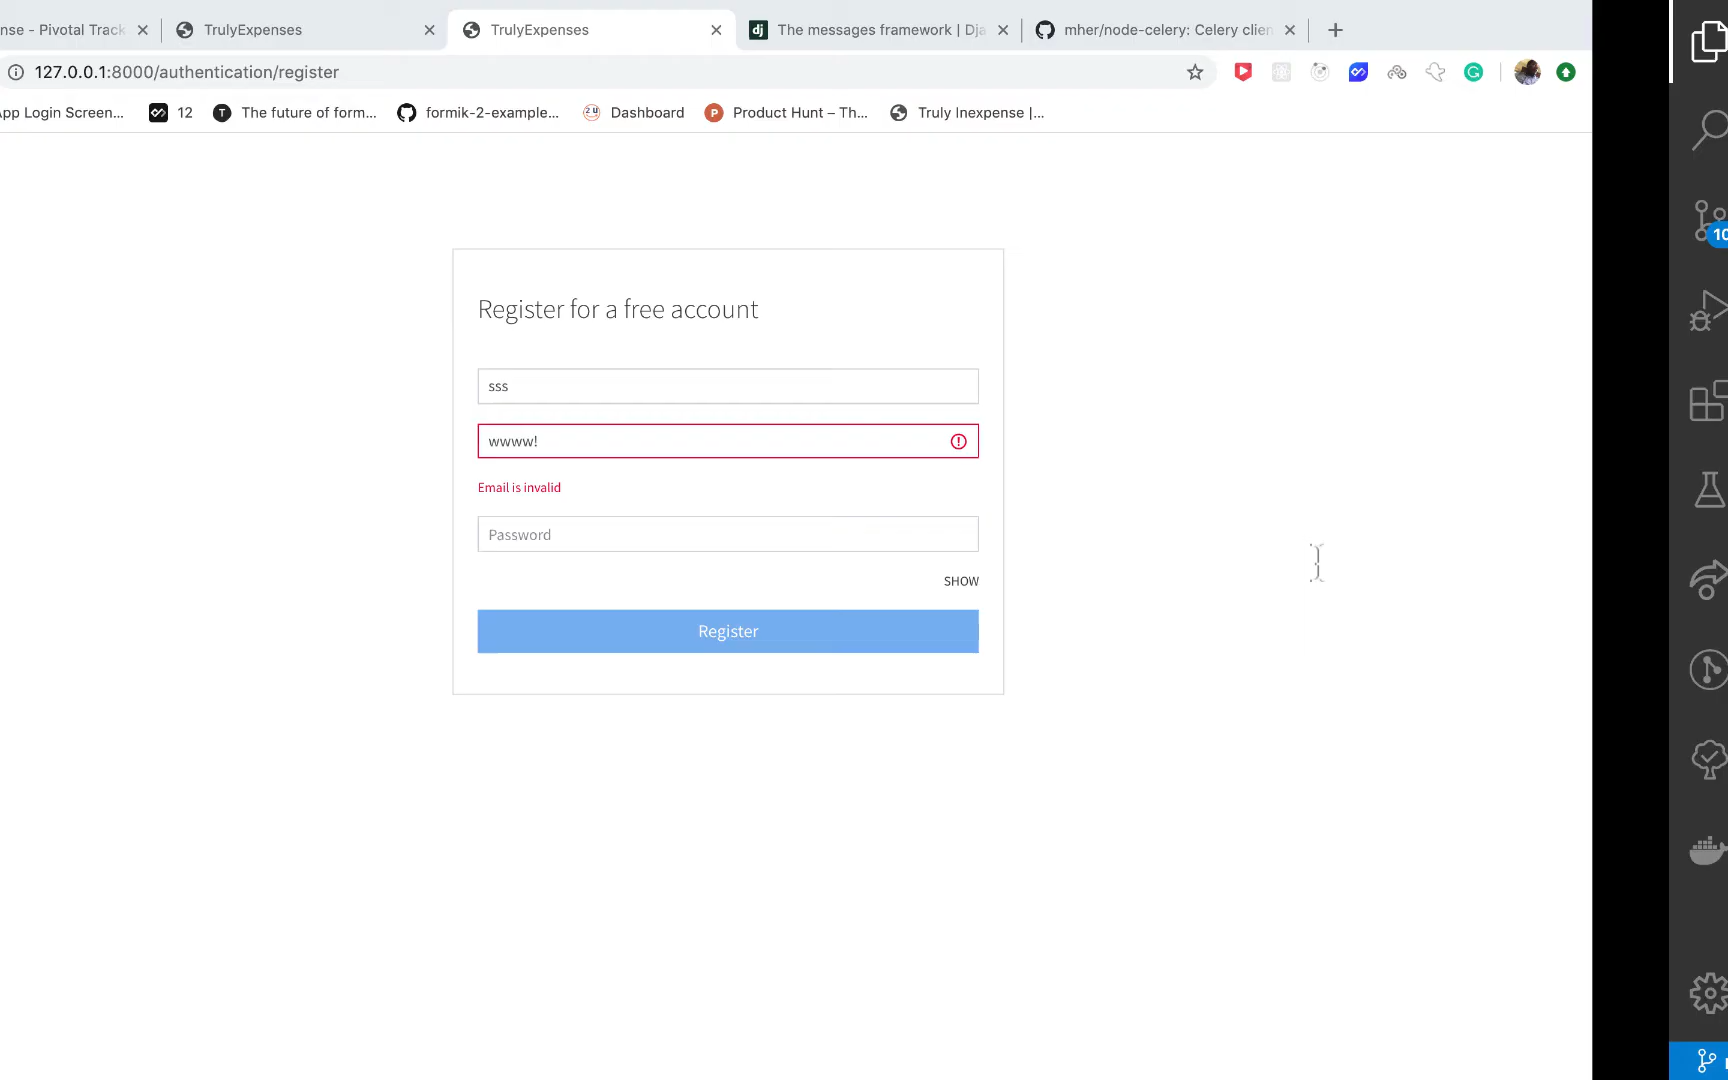 nse - Pivotal Track
TrulyExpenses
TrulyExpenses
The messages framework | Dja
mher/node-celery: Celery clien
127.0.0.1:8000/authentication/register
App Login Screen...
12
The future of form...
formik-2-example...
Dashboard
Product Hunt – Th...
Truly Inexpense |...
Register for a free account
sss
wwww!
Email is invalid
Password
SHOW
Register
10